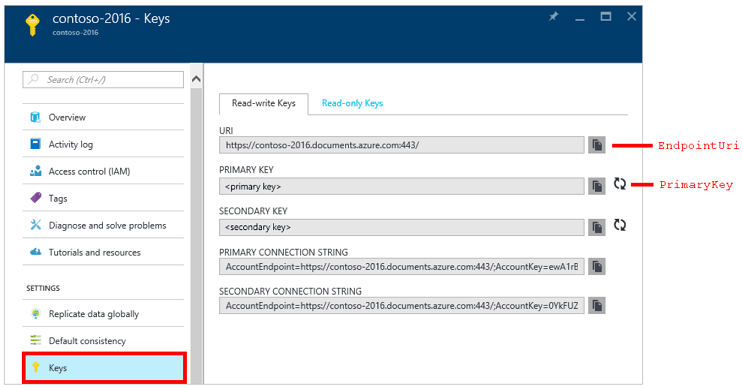 contoso-2016 - Keys
contoso-2016
Search (Ctrl+/)
Overview
Activity log
Access control (IAM)
Tags
Diagnose and solve problems
Tutorials and resources
SETTINGS
Replicate data globally
Default consistency
Keys
Read-write Keys
Read-only Keys
URI
https://contoso-2016.documents.azure.com:443/
EndpointUri
PRIMARY KEY
<primary key>
PrimaryKey
SECONDARY KEY
<secondary key>
PRIMARY CONNECTION STRING
AccountEndpoint=https://contoso-2016.documents.azure.com:443/;AccountKey=ewA1rB
SECONDARY CONNECTION STRING
AccountEndpoint=https://contoso-2016.documents.azure.com:443/;AccountKey=0YkFUZ